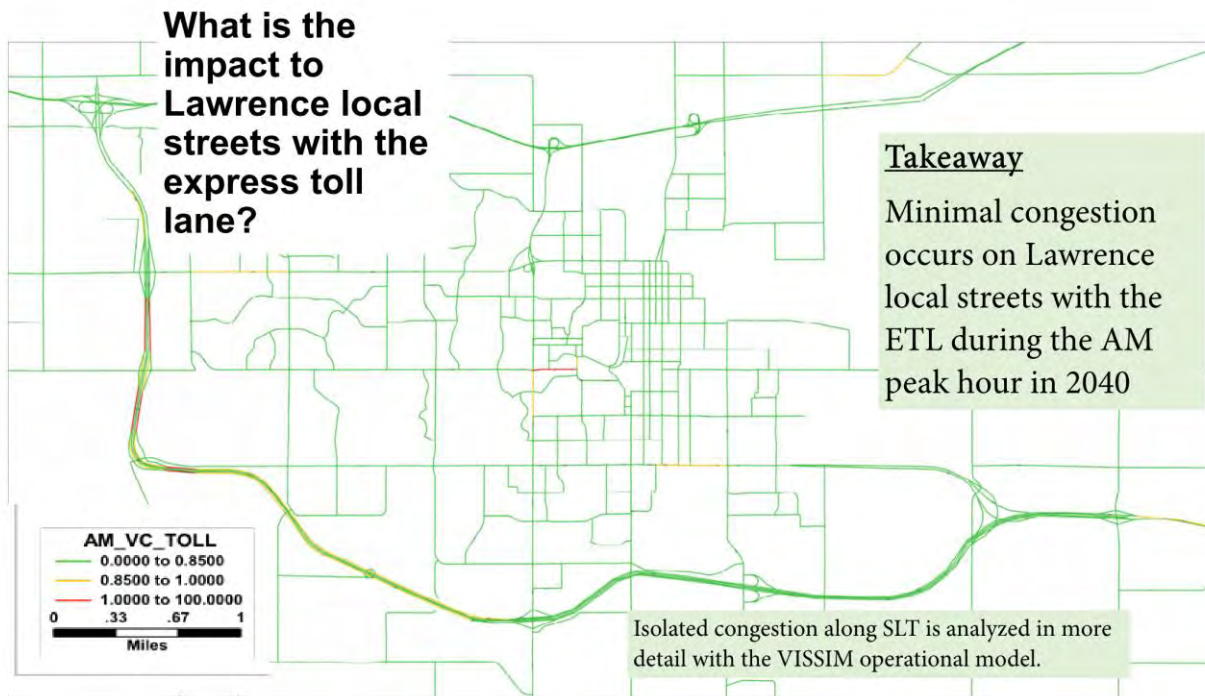 What is the
impact to
Lawrence local
streets with the
express toll
lane?
Takeaway
Minimal congestion
occurs on Lawrence
local streets with the
ETL during the AM
peak hour in 2040
AM_VC_TOLL
0.0000 to 0.8500
0.8500 to 1.0000
1.0000 to 100.0000
0 .33 .67 1
Miles
Isolated congestion along SLT is analyzed in more
detail with the VISSIM operational model.